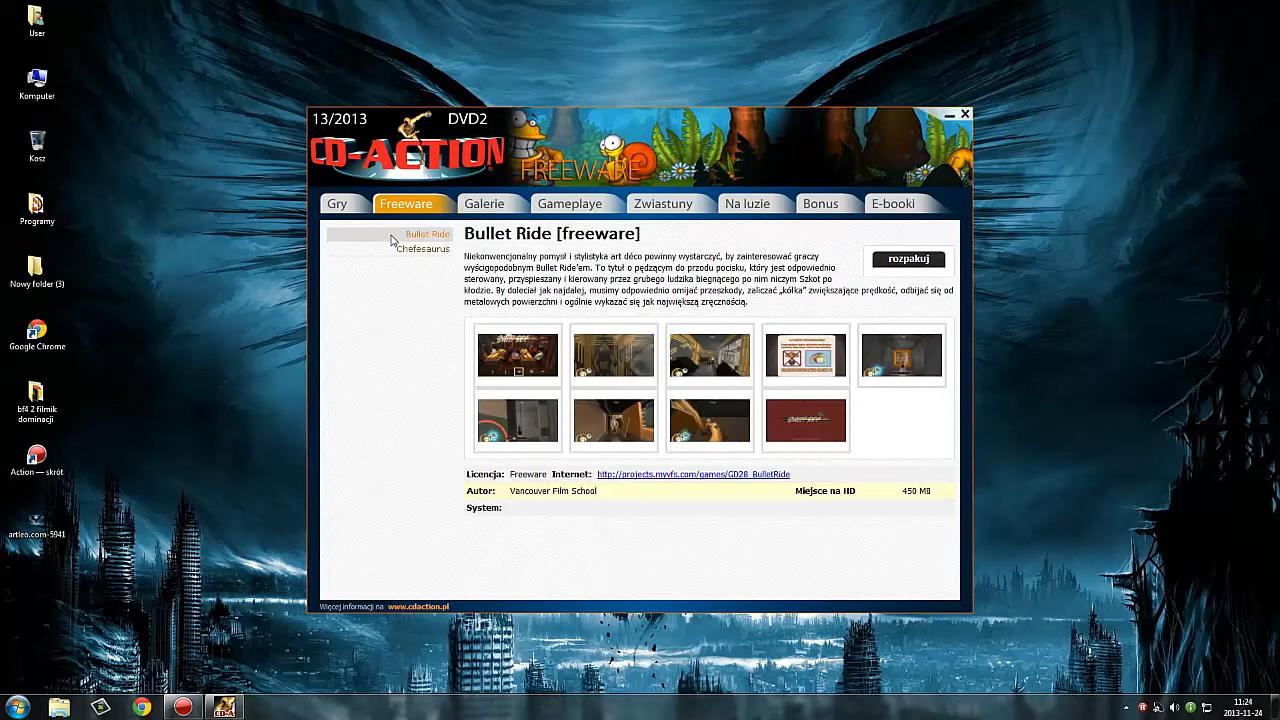 User
Komputer
Kosz
Programy
Nowy folder (3)
Google Chrome
bf4 2 filmik
dominacji
Action — skrót
artleo.com-5941
13/2013
DVD2
CD-ACTION
FREEWARE
Gry
Freeware
Galerie
Gameplaye
Zwiastuny
Na luzie
Bonus
E-booki
Bullet Ride
Chefesaurus
Bullet Ride [freeware]
Niekonwencjonalny pomysł i stylistyka art déco powinny wystarczyć, by zainteresować graczy
wyścigopodobnym Bullet Ride'em. To tytuł o pędzącym do przodu pocisku, który jest odpowiednio
sterowany, przyspieszany i kierowany przez grubego ludzika biegnącego po nim niczym Szkot po
kłodzie. By doleciał jak najdalej, musimy odpowiednio omijać przeszkody, zaliczać „kółka” zwiększające prędkość, odbijać się od
metalowych powierzchni i ogólnie wykazać się jak największą zręcznością.
rozpakuj
Licencja: Freeware Internet: http://projects.myvfs.com/games/GD28_BulletRide
Autor: Vancouver Film School Miejsce na HD 450 MB
System:
Więcej informacji na www.cdaction.pl
11:24
2013-11-24